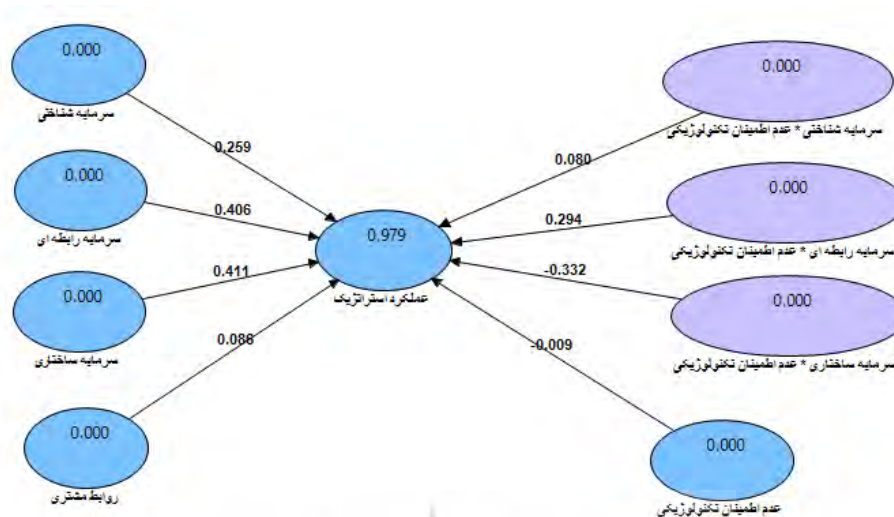 0.000
سرمایه شناختی
0.000
سرمایه رابطه ای
0.000
سرمایه ساختاری
0.000
روابط مشتری
0.259
0.406
0.411
0.086
0.979
عملکرد استراتژیک
0.080
0.294
-0.332
-0.009
0.000
سرمایه شناختی * عدم اطمینان تکنولوژیکی
0.000
سرمایه رابطه ای * عدم اطمینان تکنولوژیکی
0.000
سرمایه ساختاری * عدم اطمینان تکنولوژیکی
0.000
عدم اطمینان تکنولوژیکی